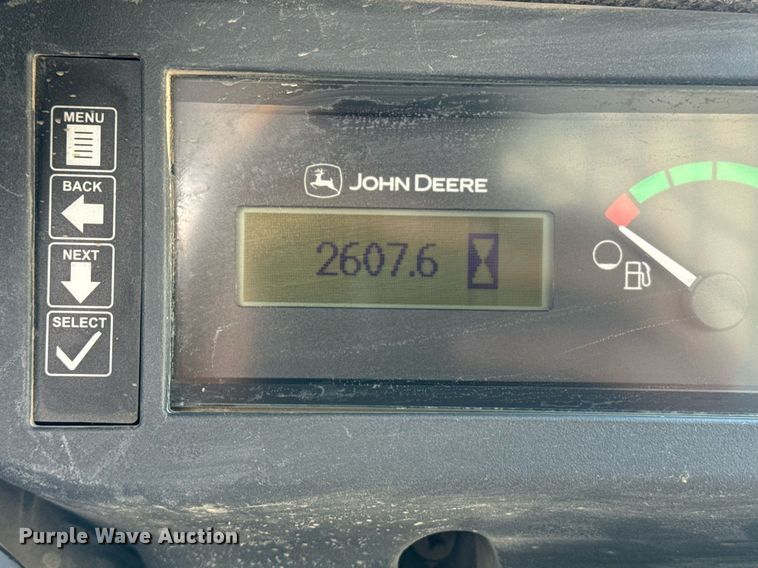 MENU
BACK
NEXT
SELECT
JOHN DEERE
2607.6
Purple Wave Auction